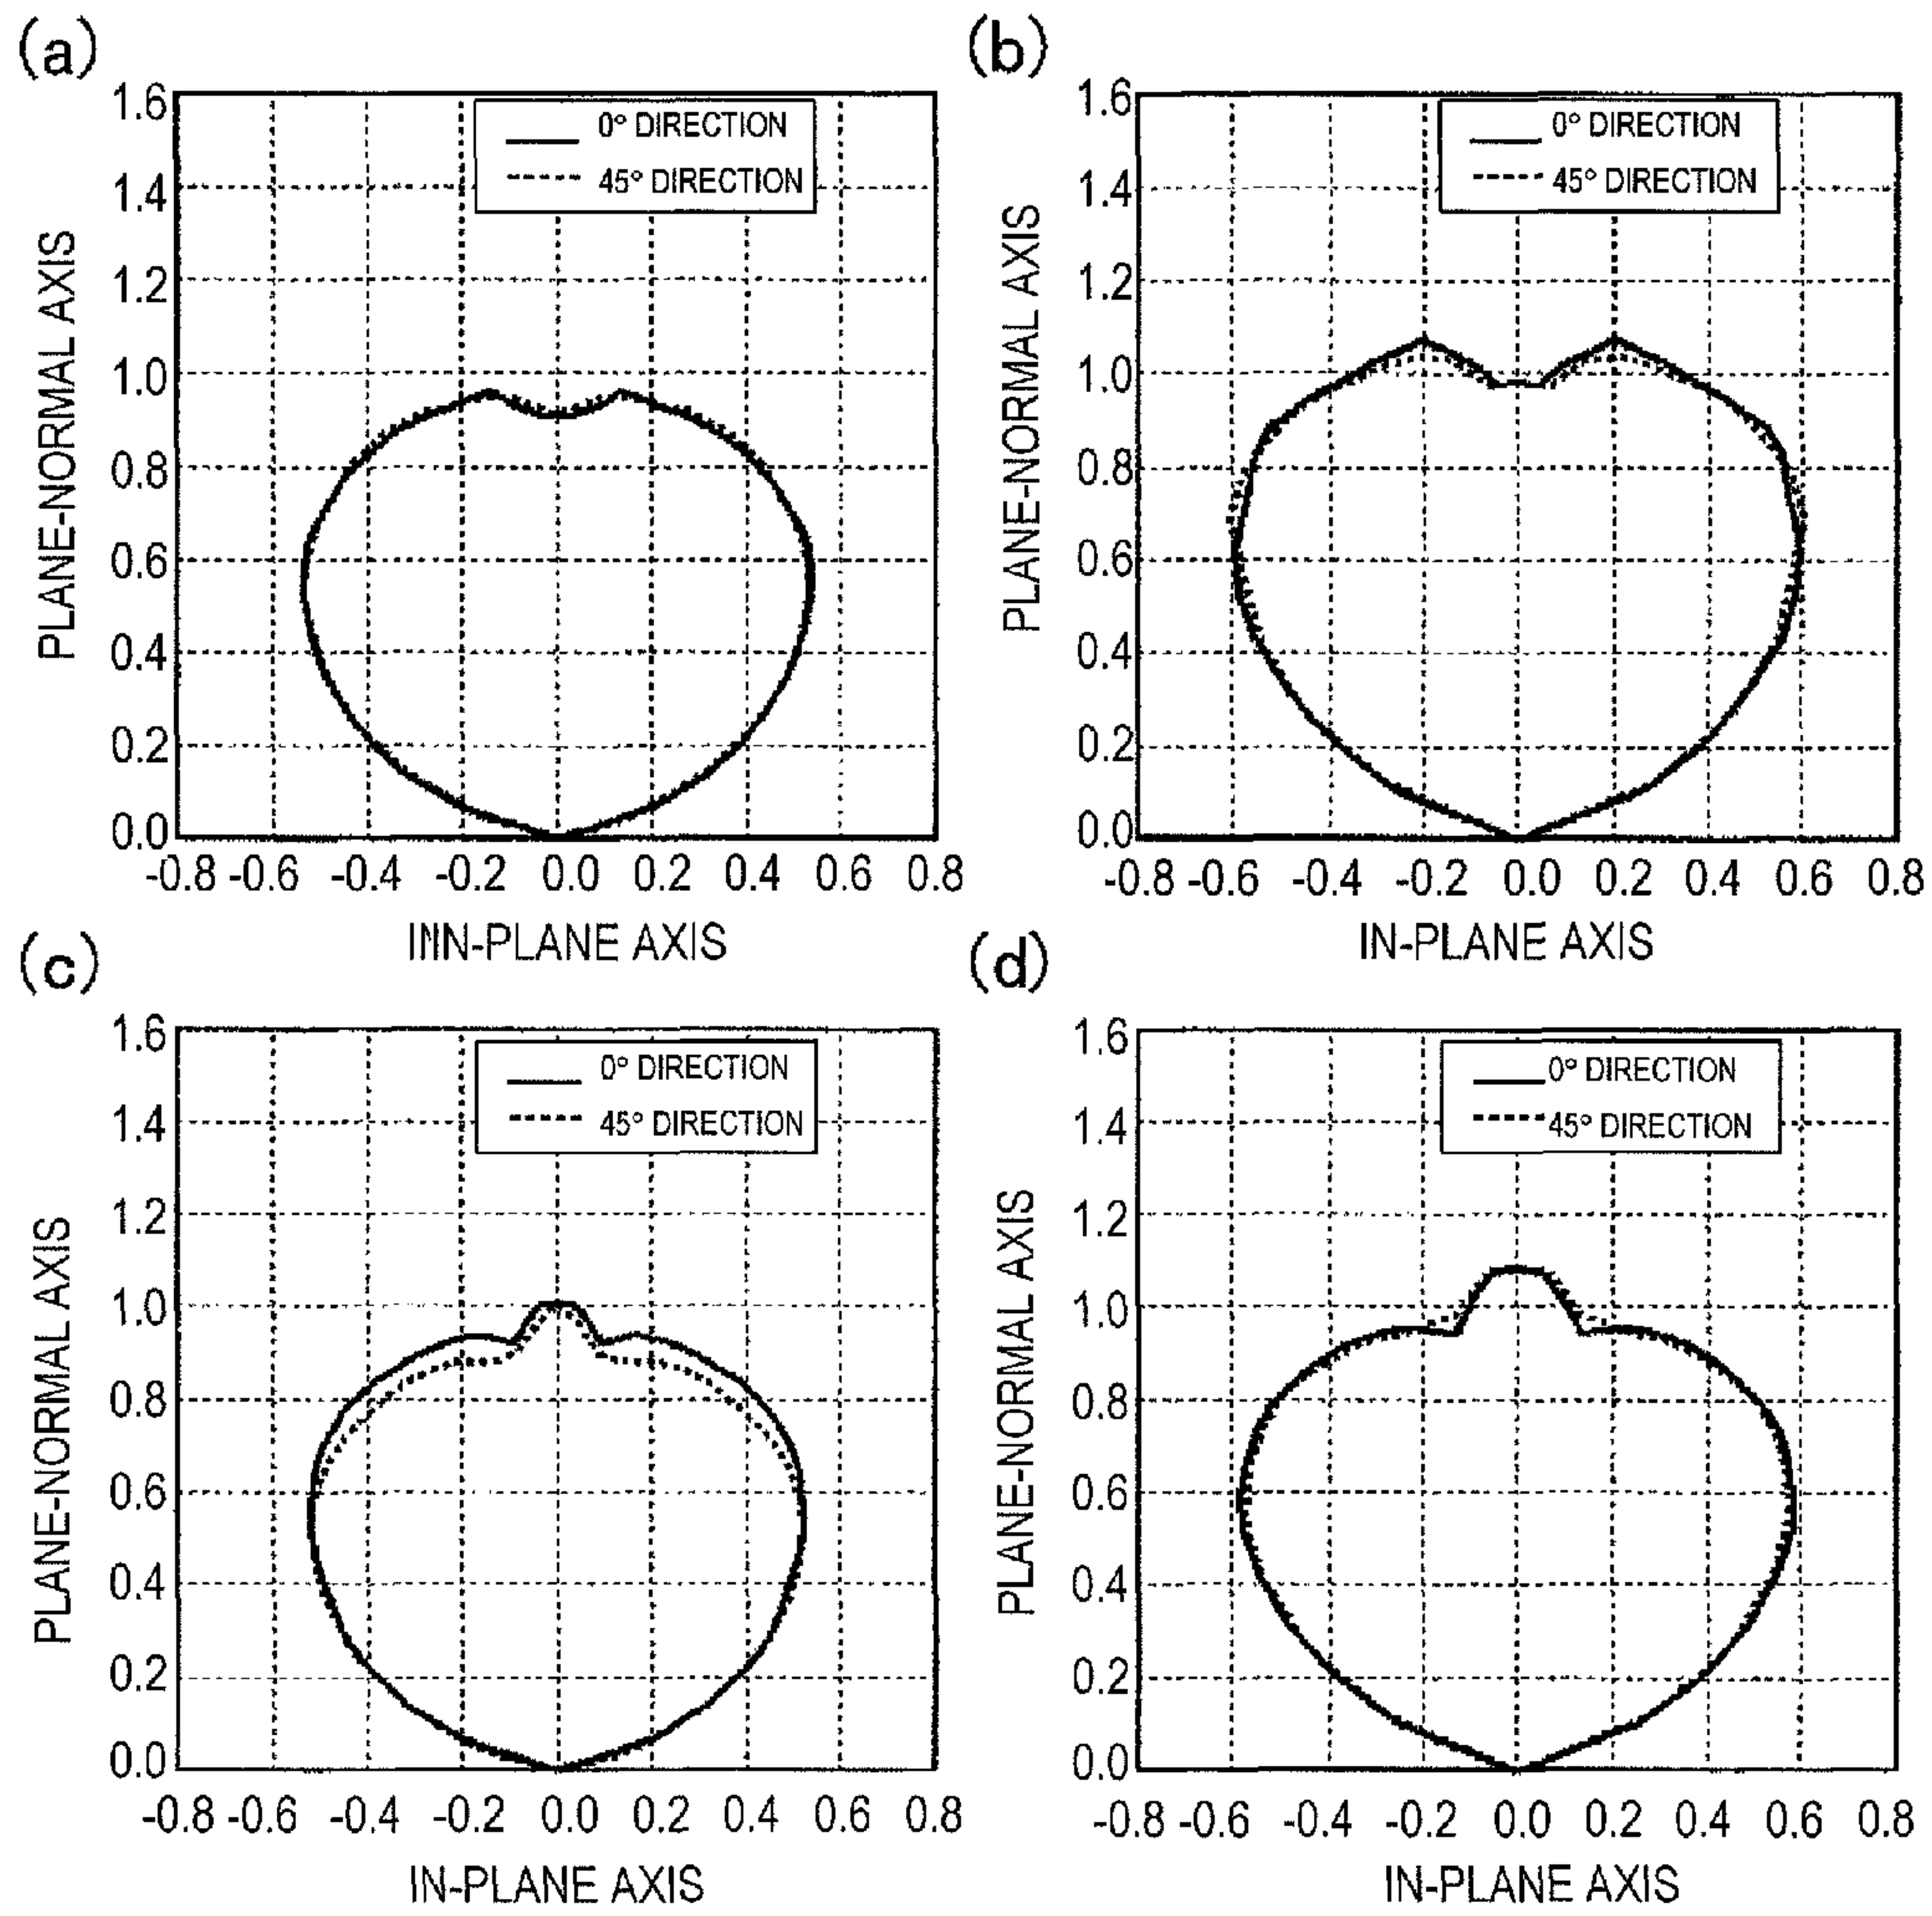 (a)
1.6
1.4
1.2
1.0
0.8
0.6
0.4
0.2
0.0
0° DIRECTION
45° DIRECTION
PLANE-NORMAL AXIS
-0.8 -0.6 -0.4 -0.2 0.0 0.2 0.4 0.6 0.8
INN-PLANE AXIS
(b)
1.6
1.4
1.2
1.0
0.8
0.6
0.4
0.2
0.0
0° DIRECTION
45° DIRECTION
PLANE-NORMAL AXIS
-0.8 -0.6 -0.4 -0.2 0.0 0.2 0.4 0.6 0.8
IN-PLANE AXIS
(c)
1.6
1.4
1.2
1.0
0.8
0.6
0.4
0.2
0.0
0° DIRECTION
45° DIRECTION
PLANE-NORMAL AXIS
-0.8 -0.6 -0.4 -0.2 0.0 0.2 0.4 0.6 0.8
IN-PLANE AXIS
(d)
1.6
1.4
1.2
1.0
0.8
0.6
0.4
0.2
0.0
0° DIRECTION
45° DIRECTION
PLANE-NORMAL AXIS
-0.8 -0.6 -0.4 -0.2 0.0 0.2 0.4 0.6 0.8
IN-PLANE AXIS